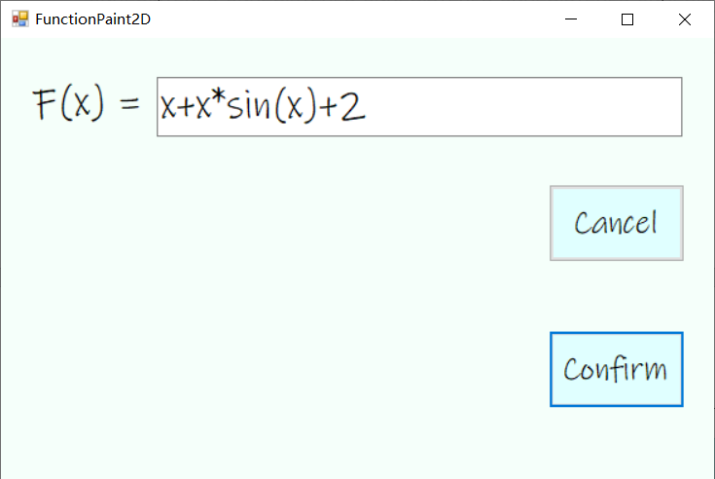 FunctionPaint2D
F(x) = x+x*sin(x)+2
Cancel
Confirm